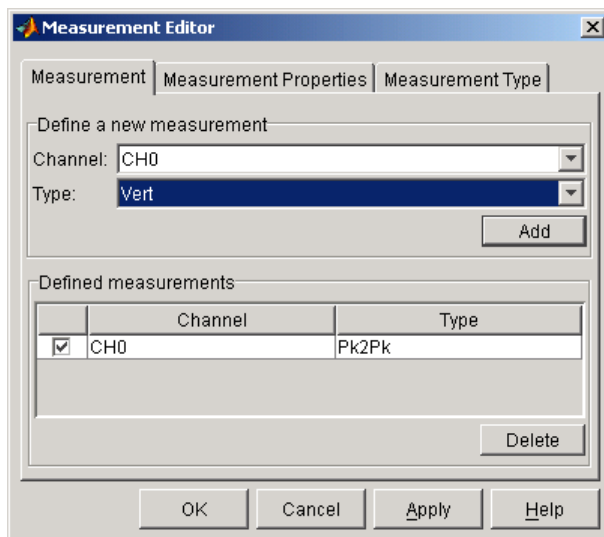 Measurement Editor
Measurement Measurement Properties Measurement Type
Define a new measurement
Channel: CH0
Type: Vert
Add
Defined measurements
Channel Type
CH0 Pk2Pk
Delete
OK Cancel Apply Help